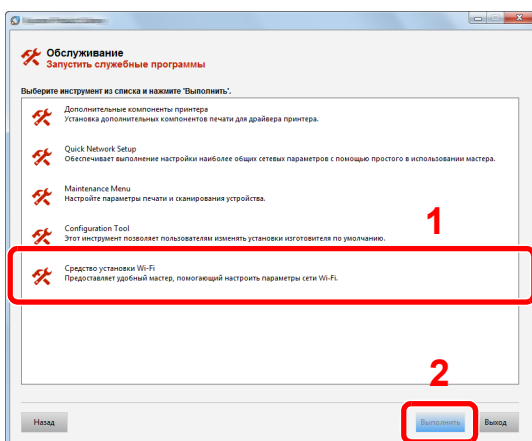 Обслуживание
Запустить служебные программы
Выберите инструмент из списка и нажмите 'Выполнить'.
Дополнительные компоненты принтера
Установка дополнительных компонентов печати для драйвера принтера.
Quick Network Setup
Обеспечивает выполнение настройки наиболее общих сетевых параметров с помощью простого в использовании мастера.
Maintenance Menu
Настройте параметры печати и сканирования устройства.
1
Configuration Tool
Этот инструмент позволяет пользователям изменять установки изготовителя по умолчанию.
Средство установки Wi-Fi
Предоставляет удобный мастер, помогающий настроить параметры сети Wi-Fi.
2
Назад
Выполнить
Выход